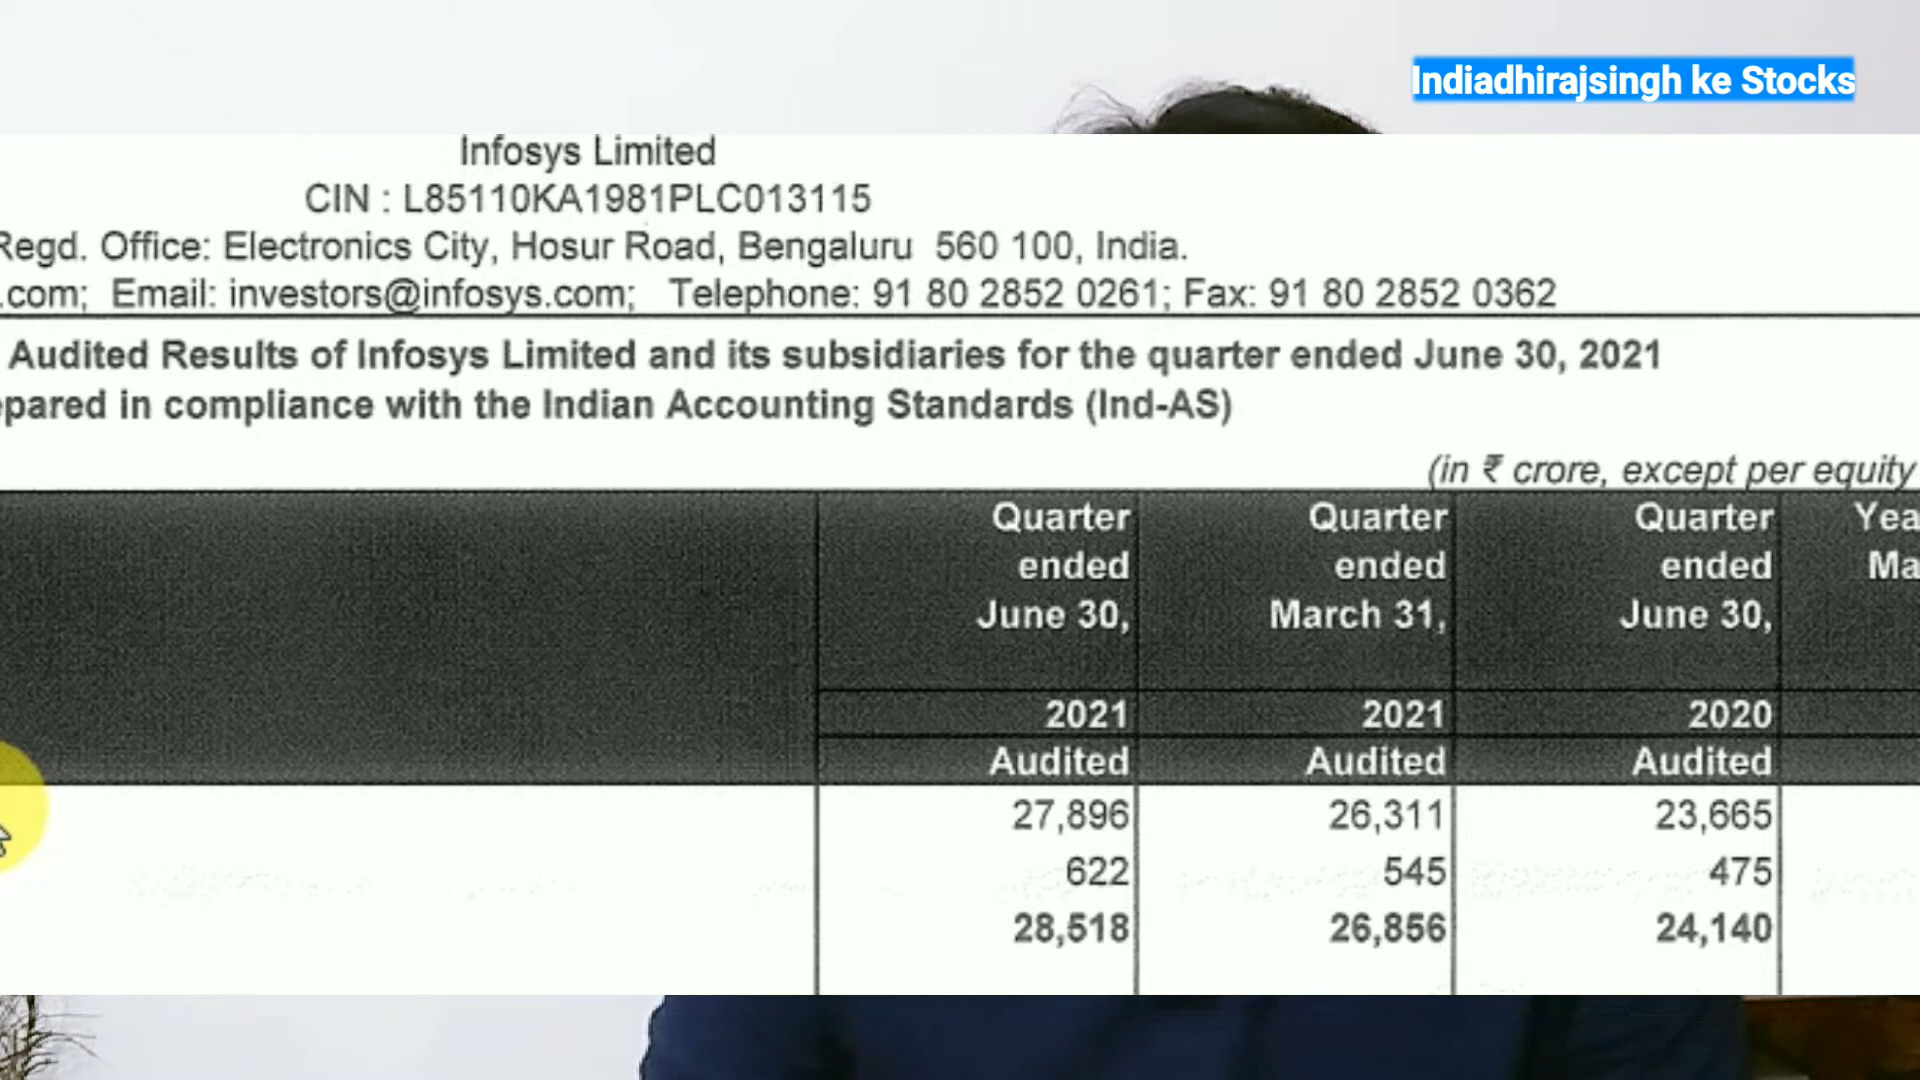 Indiadhirajsingh ke Stocks
Infosys Limited
CIN : L85110KA1981PLC013115
Regd. Office: Electronics City, Hosur Road, Bengaluru 560 100, India.
.com; Email: investors@infosys.com; Telephone: 91 80 2852 0261; Fax: 91 80 2852 0362
Audited Results of Infosys Limited and its subsidiaries for the quarter ended June 30, 2021
epared in compliance with the Indian Accounting Standards (Ind-AS)
(in ₹ crore, except per equity
Quarter Quarter Quarter Yea
ended ended ended Ma
June 30, March 31, June 30,
2021 2021 2020
Audited Audited Audited
27,896 26,311 23,665
622 545 475
28,518 26,856 24,140